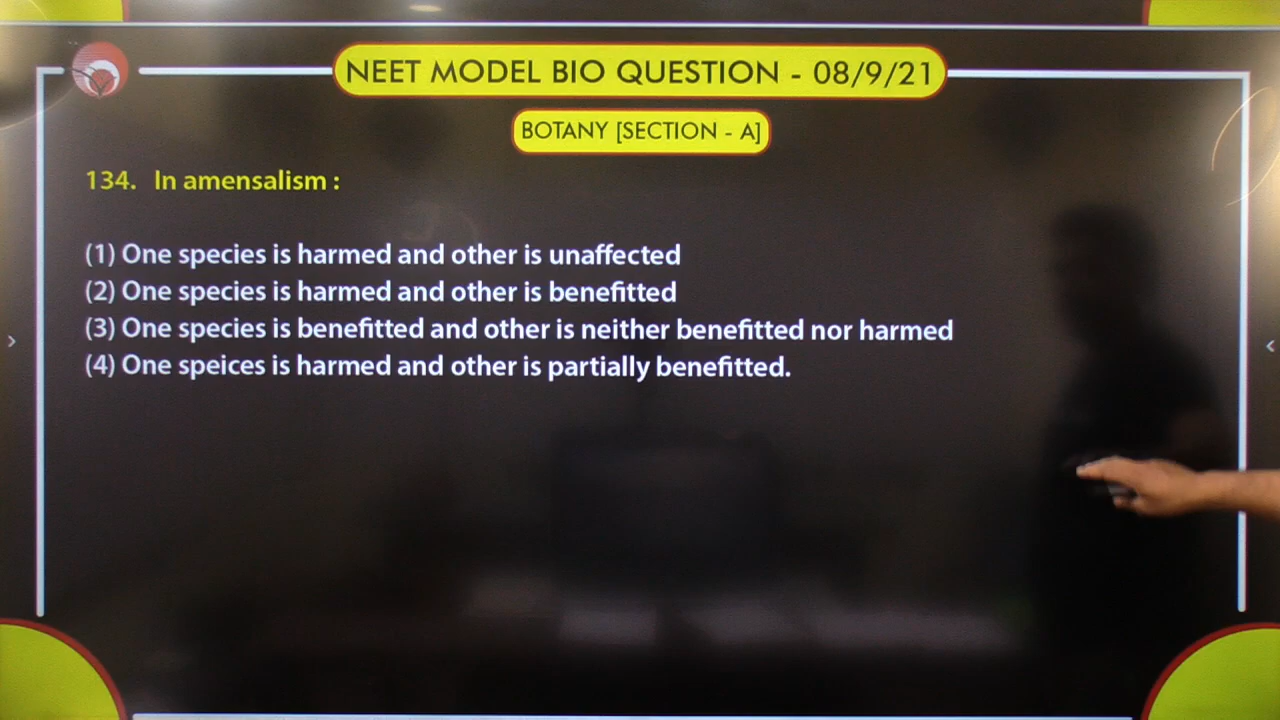 NEET MODEL BIO QUESTION - 08/9/21
BOTANY [SECTION - A]
134. In amensalism :
(1) One species is harmed and other is unaffected
(2) One species is harmed and other is benefitted
(3) One species is benefitted and other is neither benefitted nor harmed
(4) One speices is harmed and other is partially benefitted.